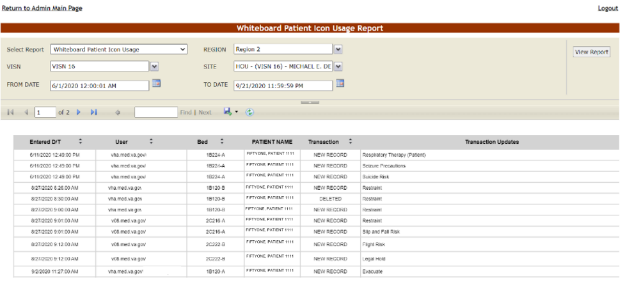 Return to Admin Main Page Logout
Whiteboard Patient Icon Usage Report
Select Report Whiteboard Patient Icon Usage REGION Region 2 View Report
VISN VISN 16 SITE HOU - (VISN 16) - MICHAEL E. DE
FROM DATE 6/1/2020 12:00:01 AM TO DATE 9/21/2020 11:59:59 PM
1 of 2 Find | Next
Entered D/T User Bed PATIENT NAME Transaction Transaction Updates
6/11/2020 12:49:00 PM vha.med.va.gov/ 1B224-A FIFTYONE, PATIENT 1111 NEW RECORD Respiratory Therapy (Patient)
6/11/2020 12:49:00 PM vha.med.va.gov/ 1B224-A FIFTYONE, PATIENT 1111 NEW RECORD Seizure Precautions
6/11/2020 12:49:00 PM vha.med.va.gov/ 1B224-A FIFTYONE, PATIENT 1111 NEW RECORD Suicide Risk
8/27/2020 8:26:00 AM vha.med.va.gov 1B120-B FIFTYONE, PATIENT 1111 NEW RECORD Restraint
8/27/2020 8:30:00 AM vha.med.va.gov 1B120-B FIFTYONE, PATIENT 1111 DELETED Restraint
8/27/2020 9:00:00 AM vha.med.va.gov 1B120-B FIFTYONE, PATIENT 1111 NEW RECORD Restraint
8/27/2020 9:01:00 AM v08.med.va.gov/ 2C216-A FIFTYONE, PATIENT 1111 NEW RECORD Restraint
8/27/2020 9:01:00 AM v08.med.va.gov/ 2C216-A FIFTYONE, PATIENT 1111 NEW RECORD Slip and Fall Risk
8/27/2020 9:12:00 AM v08.med.va.gov/ 2C222-B FIFTYONE, PATIENT 1111 NEW RECORD Flight Risk
8/27/2020 9:12:00 AM v08.med.va.gov/ 2C222-B FIFTYONE, PATIENT 1111 NEW RECORD Legal Hold
9/2/2020 11:27:00 AM vha.med.va.gov/ 1B120-A FIFTYONE, PATIENT 1111 NEW RECORD Evacuate